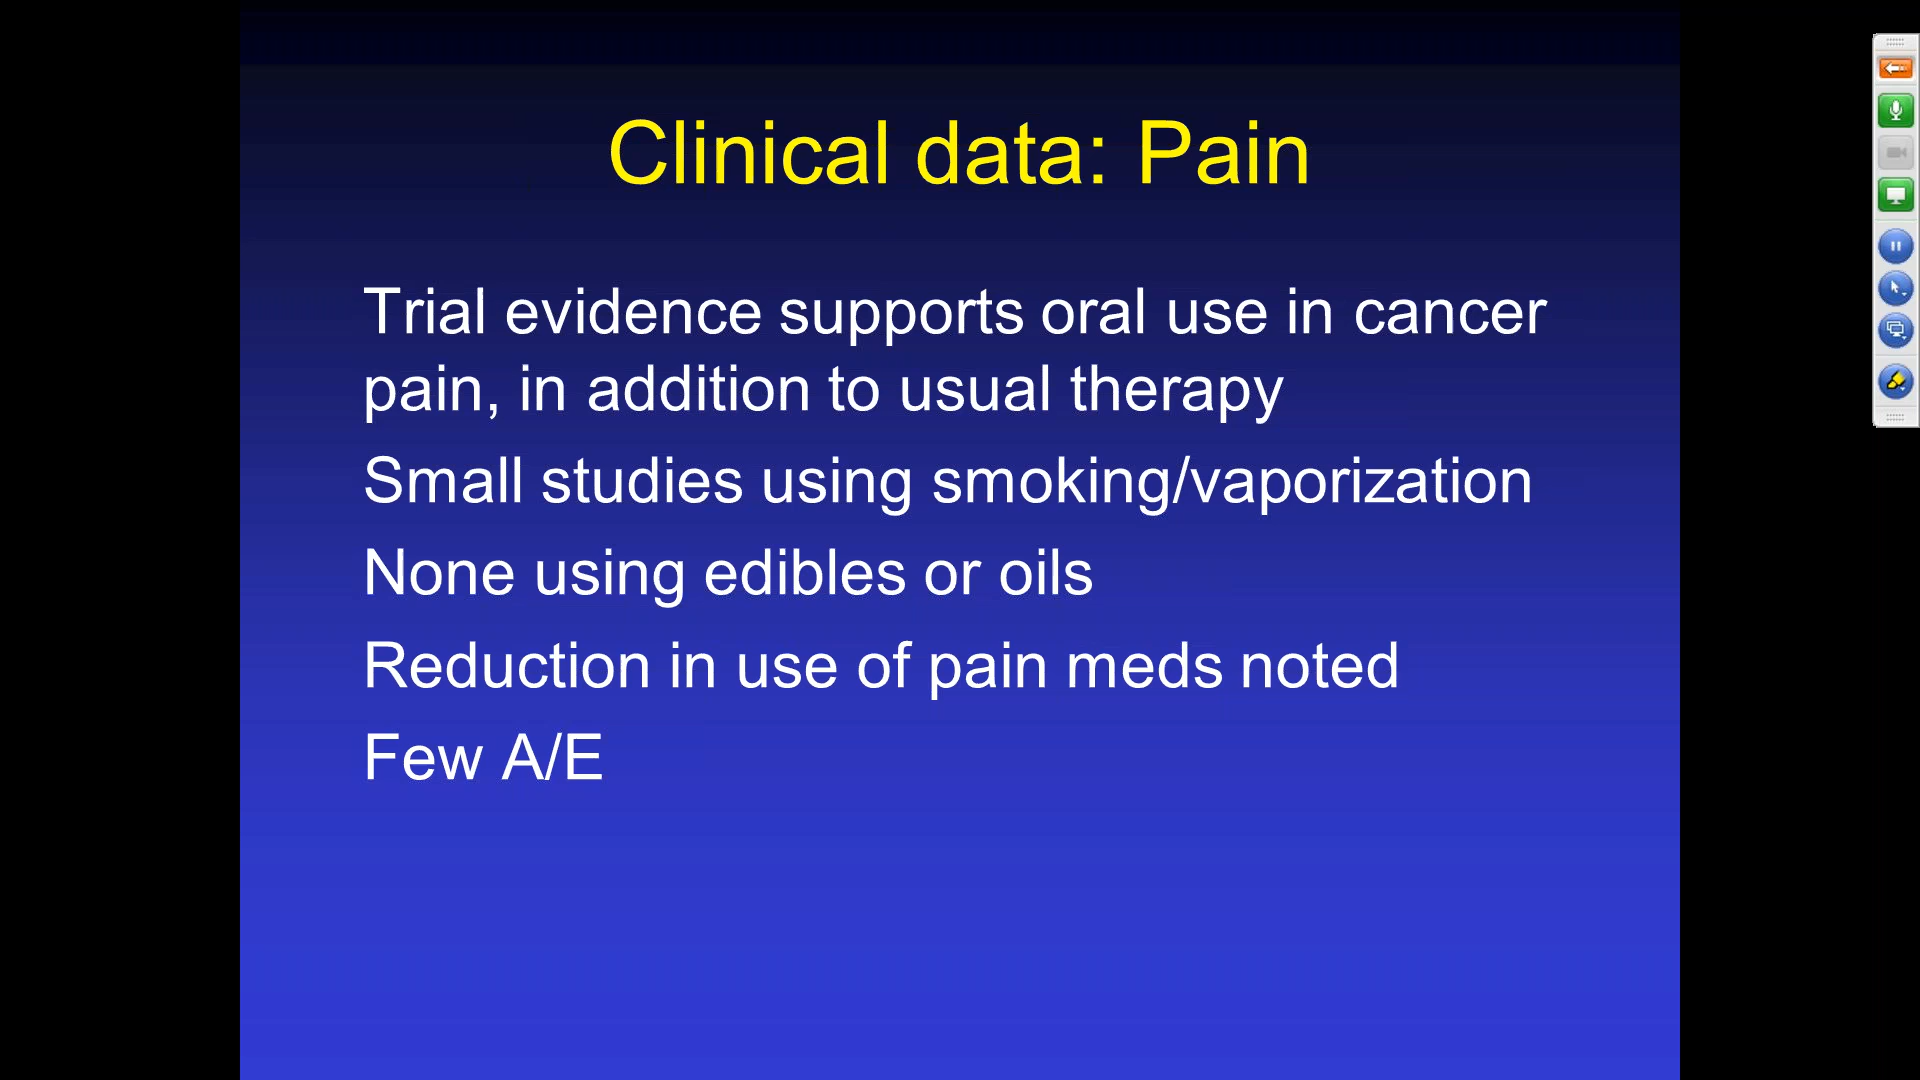 Clinical data: Pain
Trial evidence supports oral use in cancer
pain, in addition to usual therapy
Small studies using smoking/vaporization
None using edibles or oils
Reduction in use of pain meds noted
Few A/E